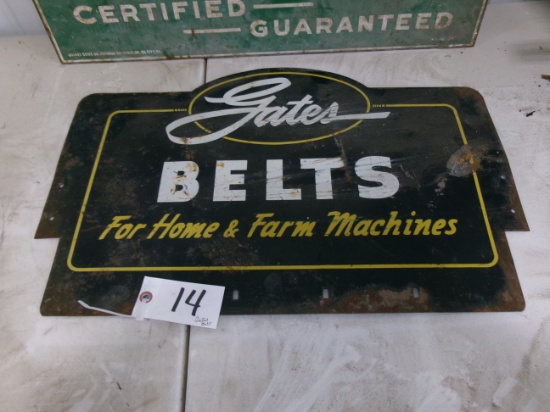 CERTIFIED
GUARANTEED
Gates
BELTS
For Home & Farm Machines
14